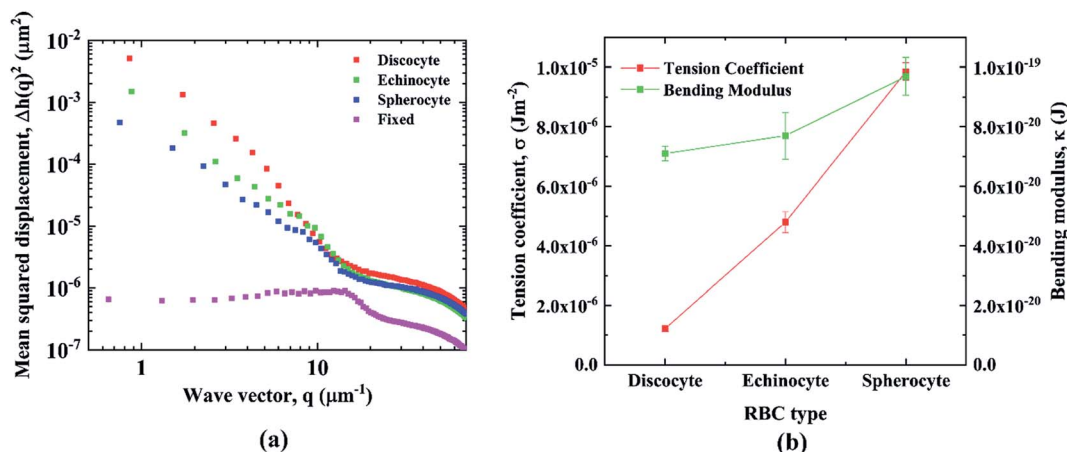 Mean squared displacement, Δh(q)² (μm²)
10⁻²
10⁻³
10⁻⁴
10⁻⁵
10⁻⁶
10⁻⁷
Discocyte
Echinocyte
Spherocyte
Fixed
1 10
Wave vector, q (μm⁻¹)
(a)
Tension coefficient, σ (Jm⁻²)
1.0x10⁻⁵
8.0x10⁻⁶
6.0x10⁻⁶
4.0x10⁻⁶
2.0x10⁻⁶
0.0
Tension Coefficient
Bending Modulus
1.0x10⁻¹⁹
8.0x10⁻²⁰
6.0x10⁻²⁰
4.0x10⁻²⁰
2.0x10⁻²⁰
0.0
Bending modulus, κ (J)
Discocyte Echinocyte Spherocyte
RBC type
(b)